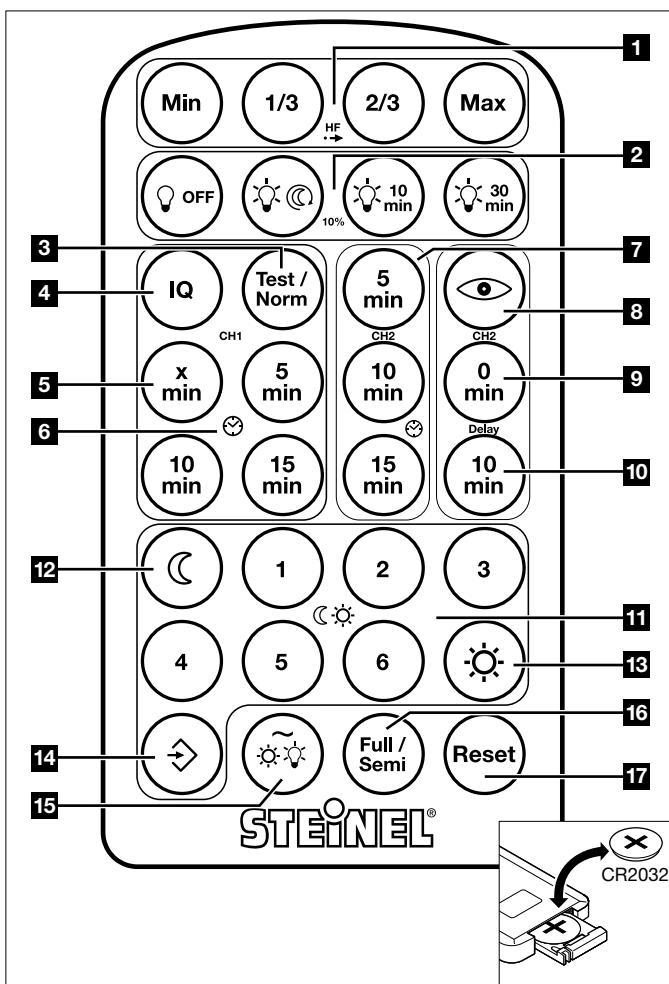 1
Min 1/3 2/3 Max
HF
2
OFF 10 min 30 min
10%
3
7
4
IQ Test / Norm 5 min
8
CH1 CH2 CH2
5
x min 5 min 10 min 0 min
9
6
Delay
10 min 15 min 15 min 10 min
10
12
1 2 3
11
4 5 6
13
16
14
Full / Semi Reset
17
15
STEINEL®
CR2032